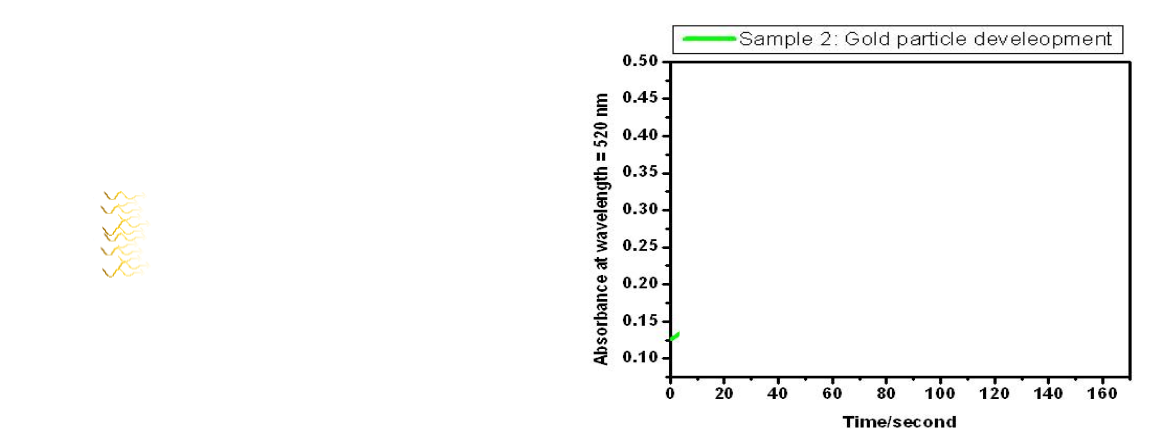 Sample 2: Gold particle develeopment
Absorbance at wavelength = 520 nm
0.50
0.45
0.40
0.35
0.30
0.25
0.20
0.15
0.10
0 20 40 60 80 100 120 140 160
Time/second